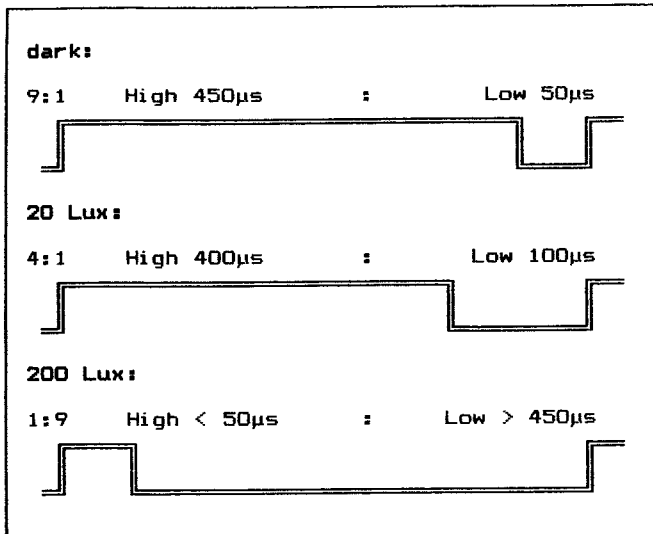 dark:
9:1 High 450µs : Low 50µs
20 Lux:
4:1 High 400µs : Low 100µs
200 Lux:
1:9 High < 50µs : Low > 450µs